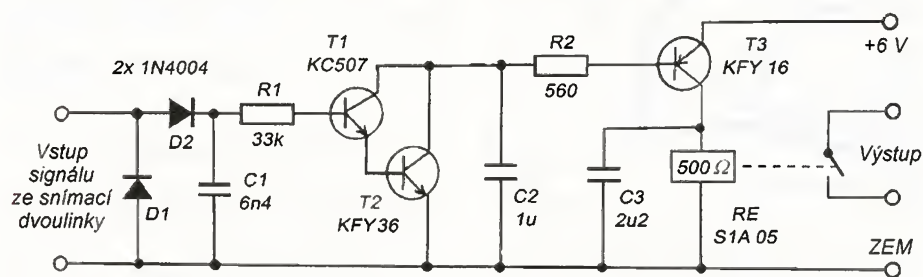 2x 1N4004
D2
D1
Vstup
signálu
ze snímací
dvoulinky
R1
33k
C1
6n4
T1
KC507
T2
KFY36
R2
560
C2
1u
C3
2u2
T3
KFY 16
+6 V
500 Ω
RE
S1A 05
Výstup
ZEM